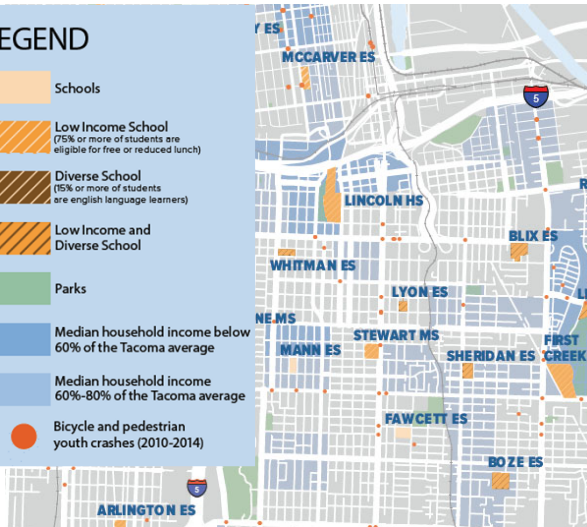 EGEND
Schools
Low Income School
(75% or more of students are
eligible for free or reduced lunch)
Diverse School
(15% or more of students
are english language learners)
Low Income and
Diverse School
Parks
Median household income below
60% of the Tacoma average
Median household income
60%-80% of the Tacoma average
Bicycle and pedestrian
youth crashes (2010-2014)
Y ES
MCCARVER ES
5
R
LINCOLN HS
BLIX ES
WHITMAN ES
LYON ES
LI
NE MS
STEWART MS
FIRST
CREEK
MANN ES
SHERIDAN ES
FAWCETT ES
BOZE ES
5
ARLINGTON ES